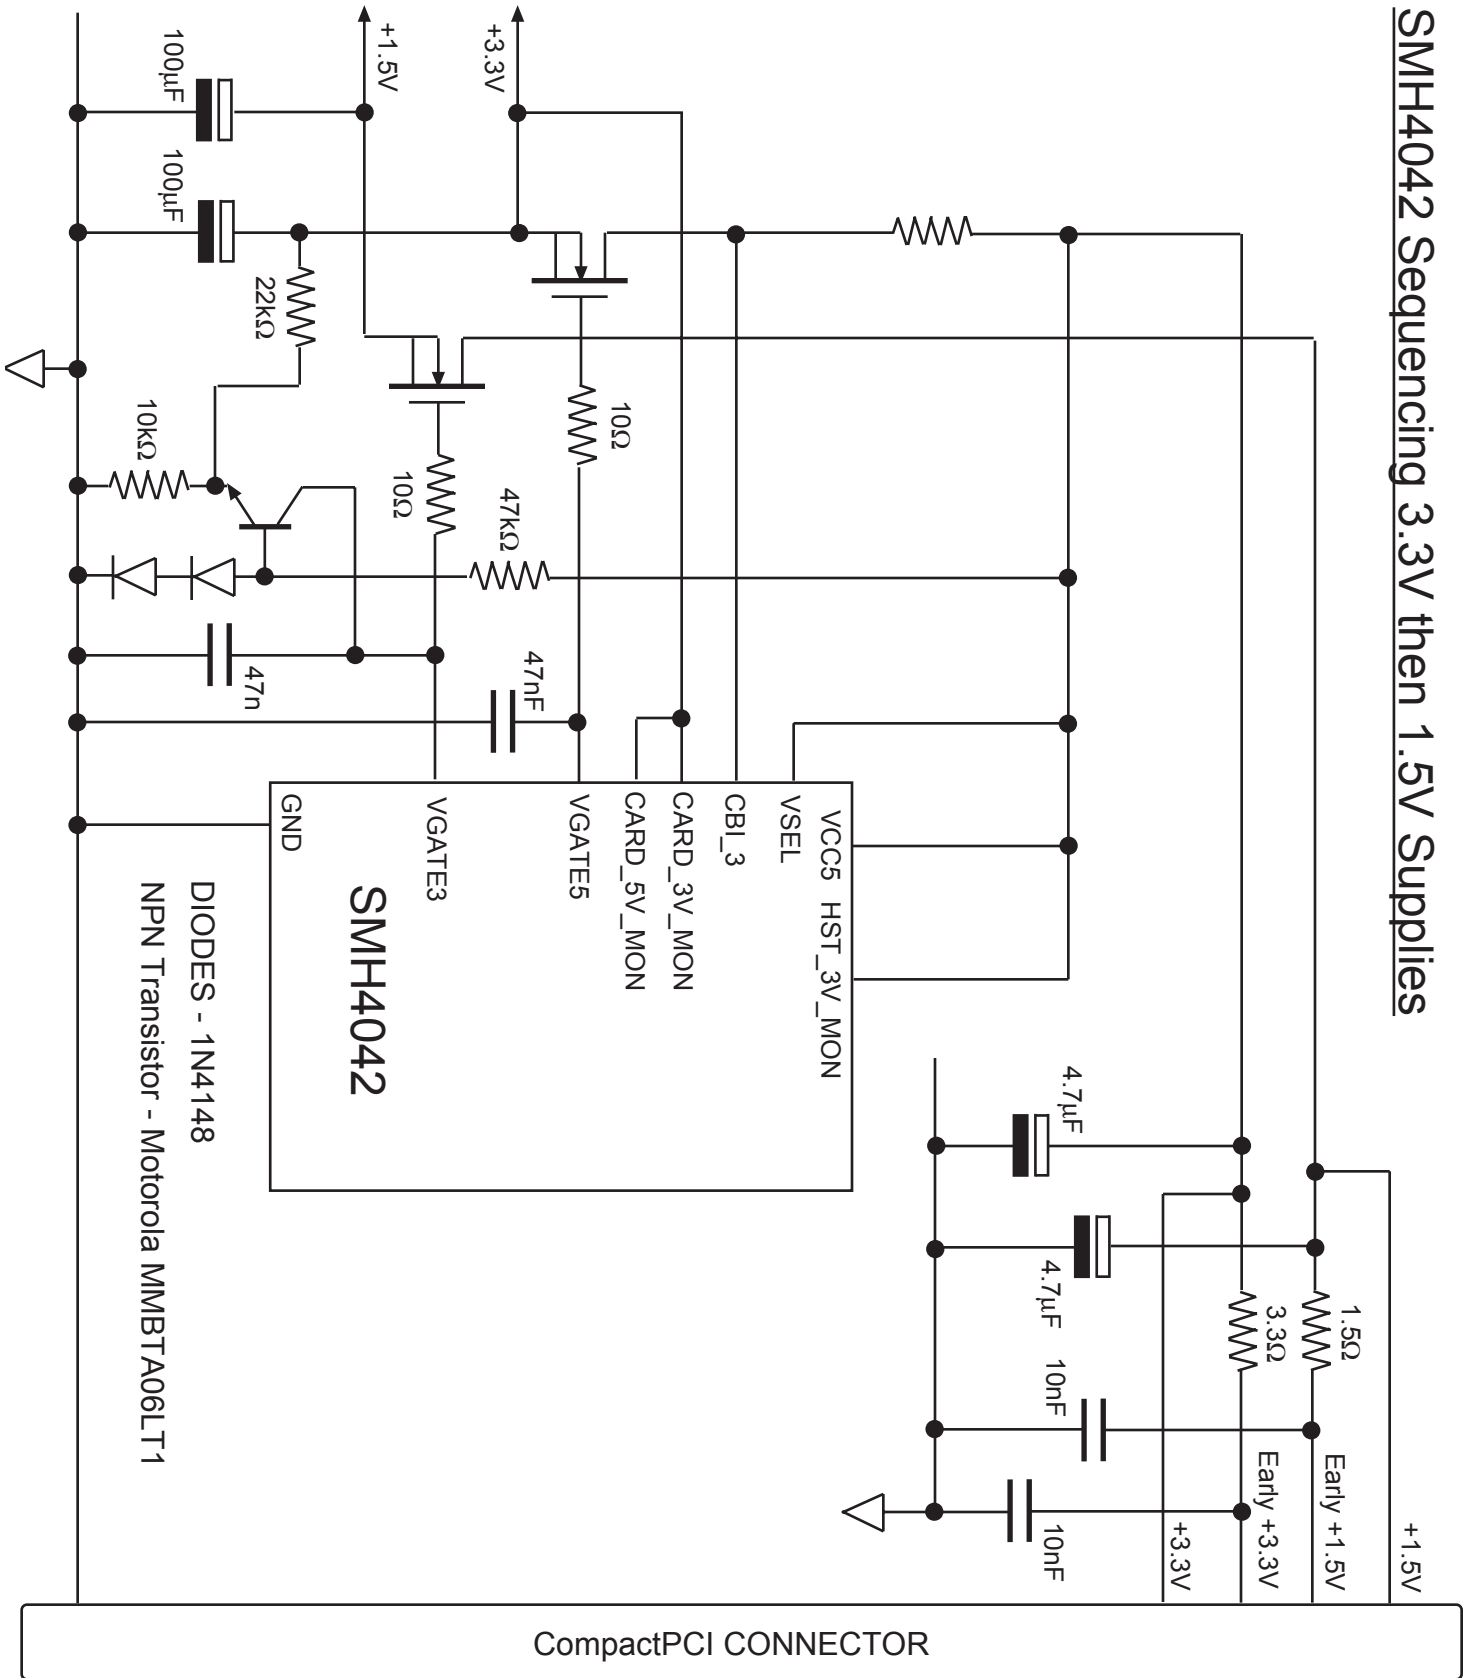 SMH4042 Sequencing 3.3V then 1.5V Supplies
+1.5V
Early +1.5V
Early +3.3V
+3.3V
1.5Ω
3.3Ω
10nF
10nF
4.7µF
4.7µF
+3.3V
+1.5V
100µF
100µF
22kΩ
10kΩ
10Ω
10Ω
47kΩ
47nF
47n
VCC5 HST_3V_MON
VSEL
CBI_3
CARD_3V_MON
CARD_5V_MON
VGATE5
VGATE3
GND
SMH4042
DIODES - 1N4148
NPN Transistor - Motorola MMBTA06LT1
CompactPCI CONNECTOR